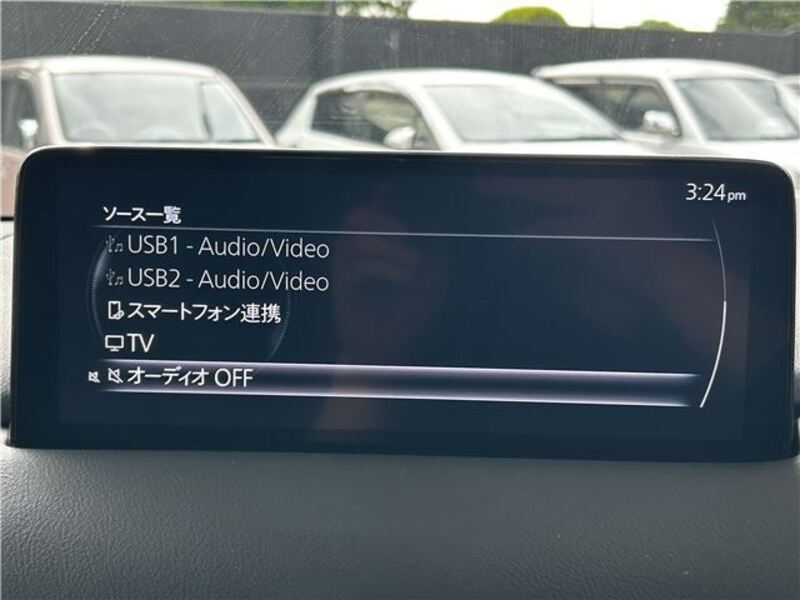 3:24pm
ソース一覧
USB1 - Audio/Video
USB2 - Audio/Video
スマートフォン連携
TV
オーディオ OFF